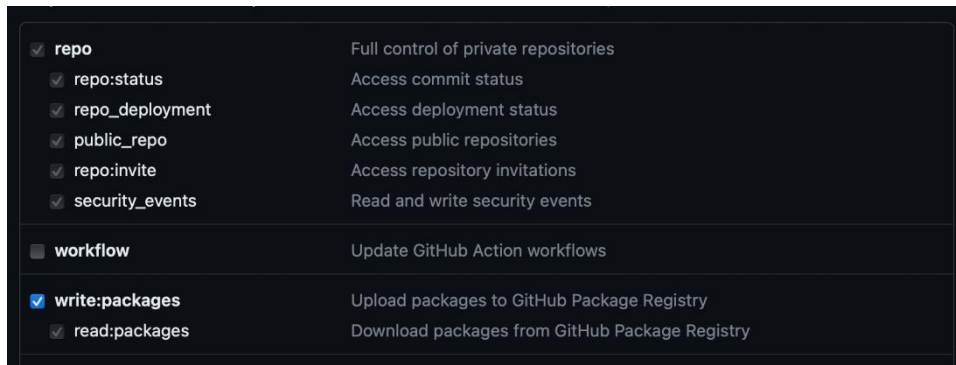 repo Full control of private repositories
repo:status Access commit status
repo_deployment Access deployment status
public_repo Access public repositories
repo:invite Access repository invitations
security_events Read and write security events
workflow Update GitHub Action workflows
write:packages Upload packages to GitHub Package Registry
read:packages Download packages from GitHub Package Registry